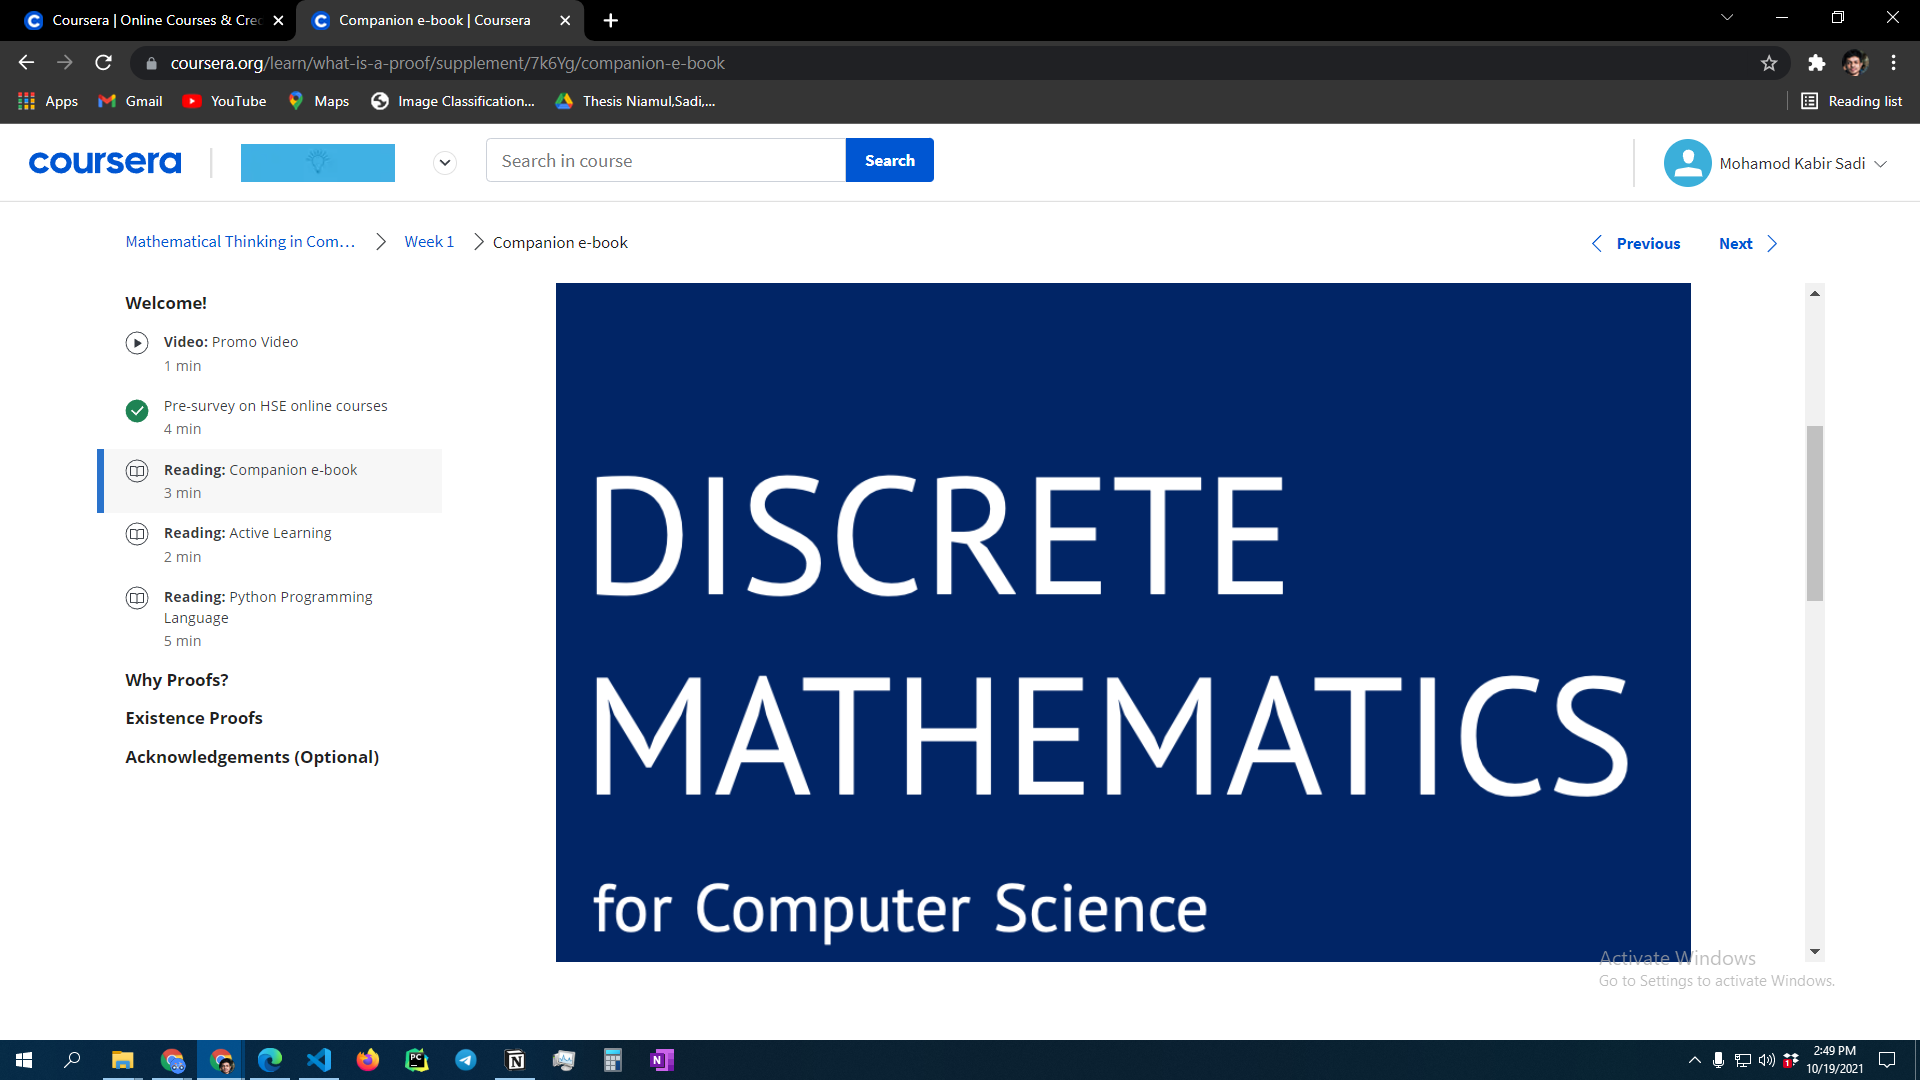 Coursera | Online Courses & Cre
Companion e-book | Coursera
coursera.org/learn/what-is-a-proof/supplement/7k6Yg/companion-e-book
Apps
Gmail
YouTube
Maps
Image Classification...
Thesis Niamul,Sadi,...
Reading list
coursera
Search in course
Search
Mohamod Kabir Sadi
Mathematical Thinking in Com...
Week 1
Companion e-book
Previous
Next
Welcome!
Video: Promo Video
1 min
Pre-survey on HSE online courses
4 min
Reading: Companion e-book
3 min
Reading: Active Learning
2 min
Reading: Python Programming
Language
5 min
Why Proofs?
Existence Proofs
Acknowledgements (Optional)
DISCRETE
MATHEMATICS
for Computer Science
Activate Windows
Go to Settings to activate Windows.
2:49 PM
10/19/2021